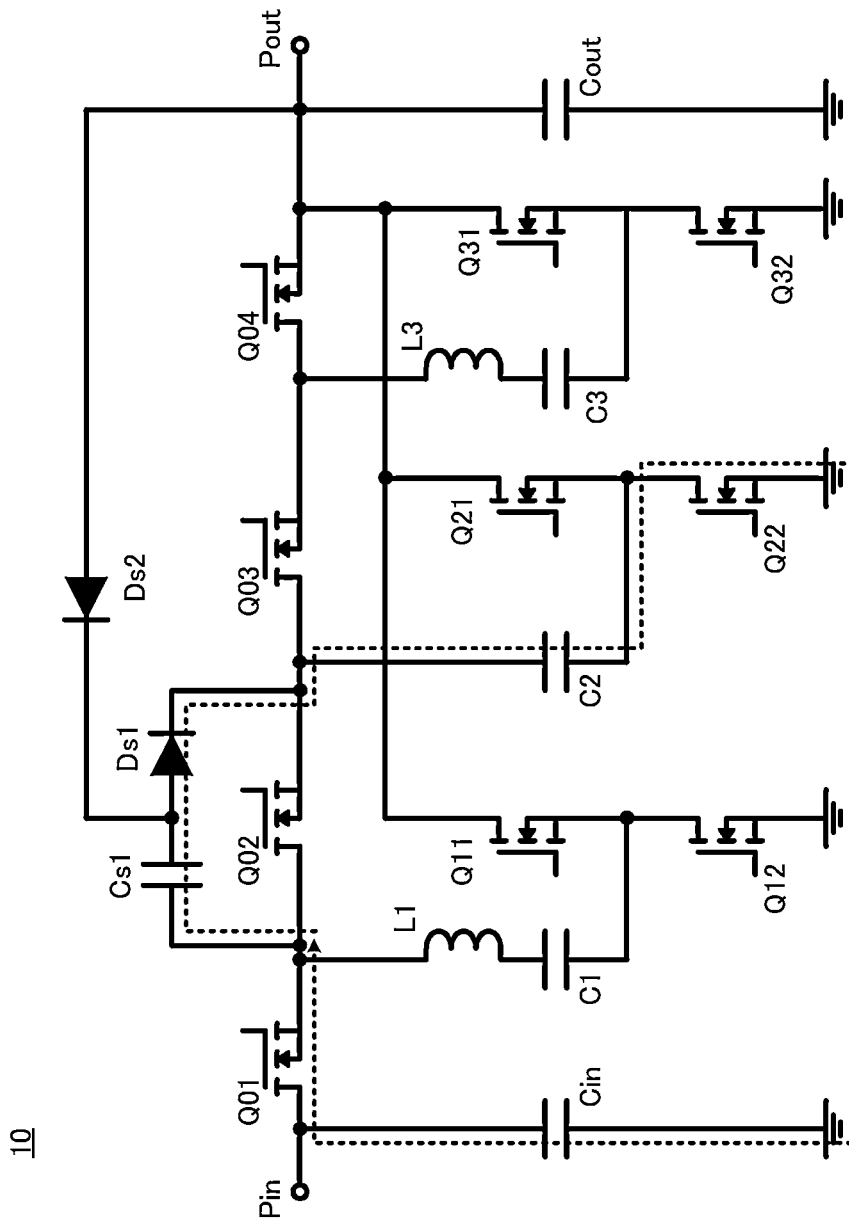 10
Ds2
Ds1
Cs1
Pin
Q01
Q02
Q03
Q04
Pout
L1
L3
Q11
Q21
Q31
Cin
C1
C2
C3
Cout
Q12
Q22
Q32